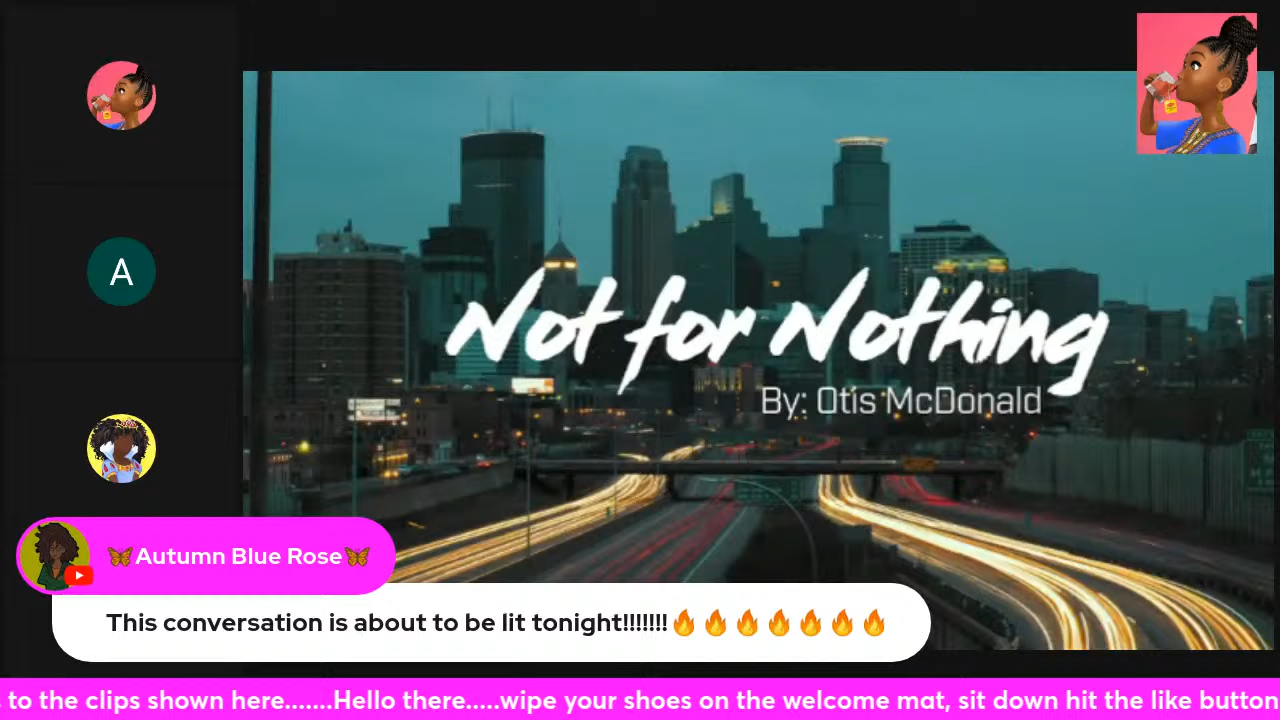 Not for Nothing
By: Otis McDonald
A
🦋Autumn Blue Rose🦋
This conversation is about to be lit tonight!!!!!!!🔥🔥🔥🔥🔥🔥🔥
to the clips shown here.......Hello there.....wipe your shoes on the welcome mat, sit down hit the like button